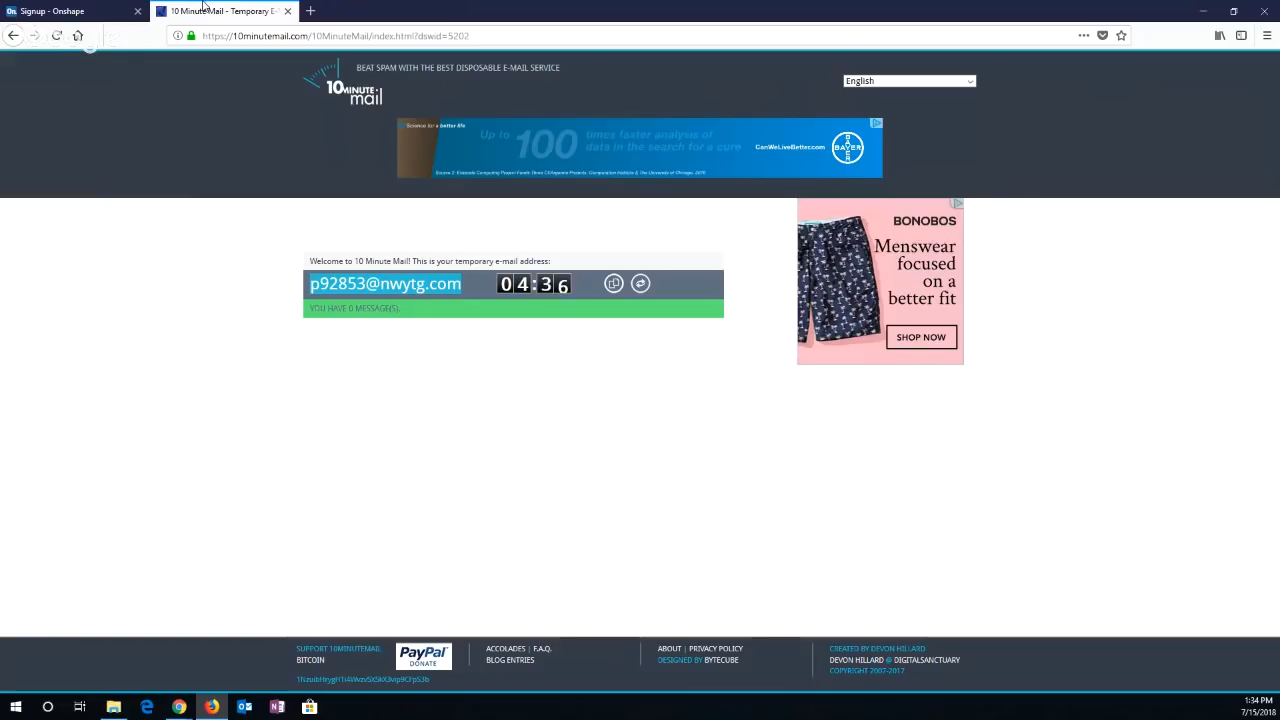 Signup - Onshape
10 Minute Mail - Temporary E-
https://10minutemail.com/10MinuteMail/index.html?dswid=5202
10 MINUTE mail
BEAT SPAM WITH THE BEST DISPOSABLE E-MAIL SERVICE
English
Science for a better life
Up to 100 times faster analysis of data in the search for a cure
CanWeLiveBetter.com
BAYER
Welcome to 10 Minute Mail! This is your temporary e-mail address:
p92853@nwytg.com
04:36
YOU HAVE 0 MESSAGE(S).
BONOBOS
Menswear
focused
on a
better fit
SHOP NOW
SUPPORT 10MINUTEMAIL
BITCOIN
PayPal
DONATE
ACCOLADES | F.A.Q.
BLOG ENTRIES
ABOUT | PRIVACY POLICY
DESIGNED BY BYTECUBE
CREATED BY DEVON HILLARD
DEVON HILLARD @ DIGITALSANCTUARY
COPYRIGHT 2007-2017
1:34 PM
7/15/2018